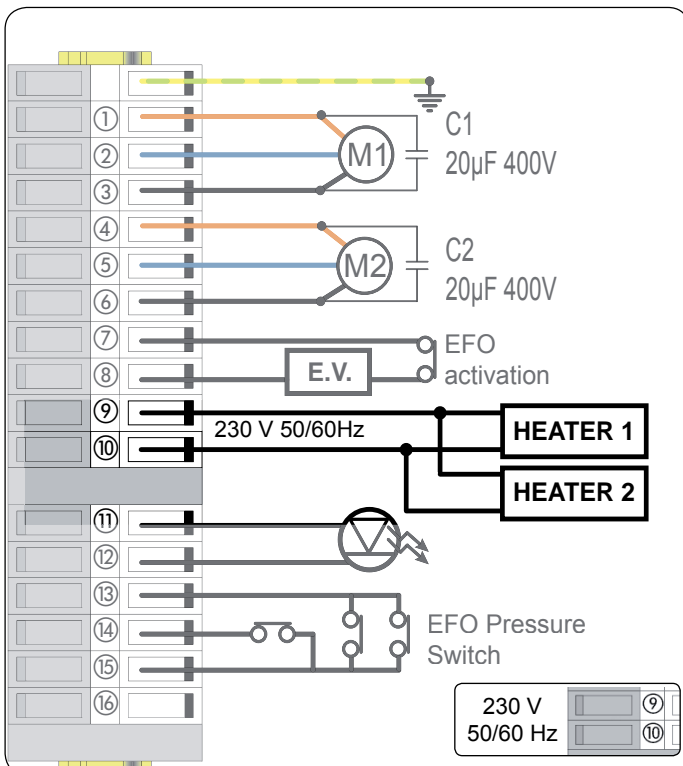 ①
②
③
④
⑤
⑥
⑦
⑧
⑨
⑩
⑪
⑫
⑬
⑭
⑮
⑯
M1
C1
20µF 400V
M2
C2
20µF 400V
EFO
activation
E.V.
230 V 50/60Hz
HEATER 1
HEATER 2
EFO Pressure
Switch
230 V
50/60 Hz
⑨
⑩